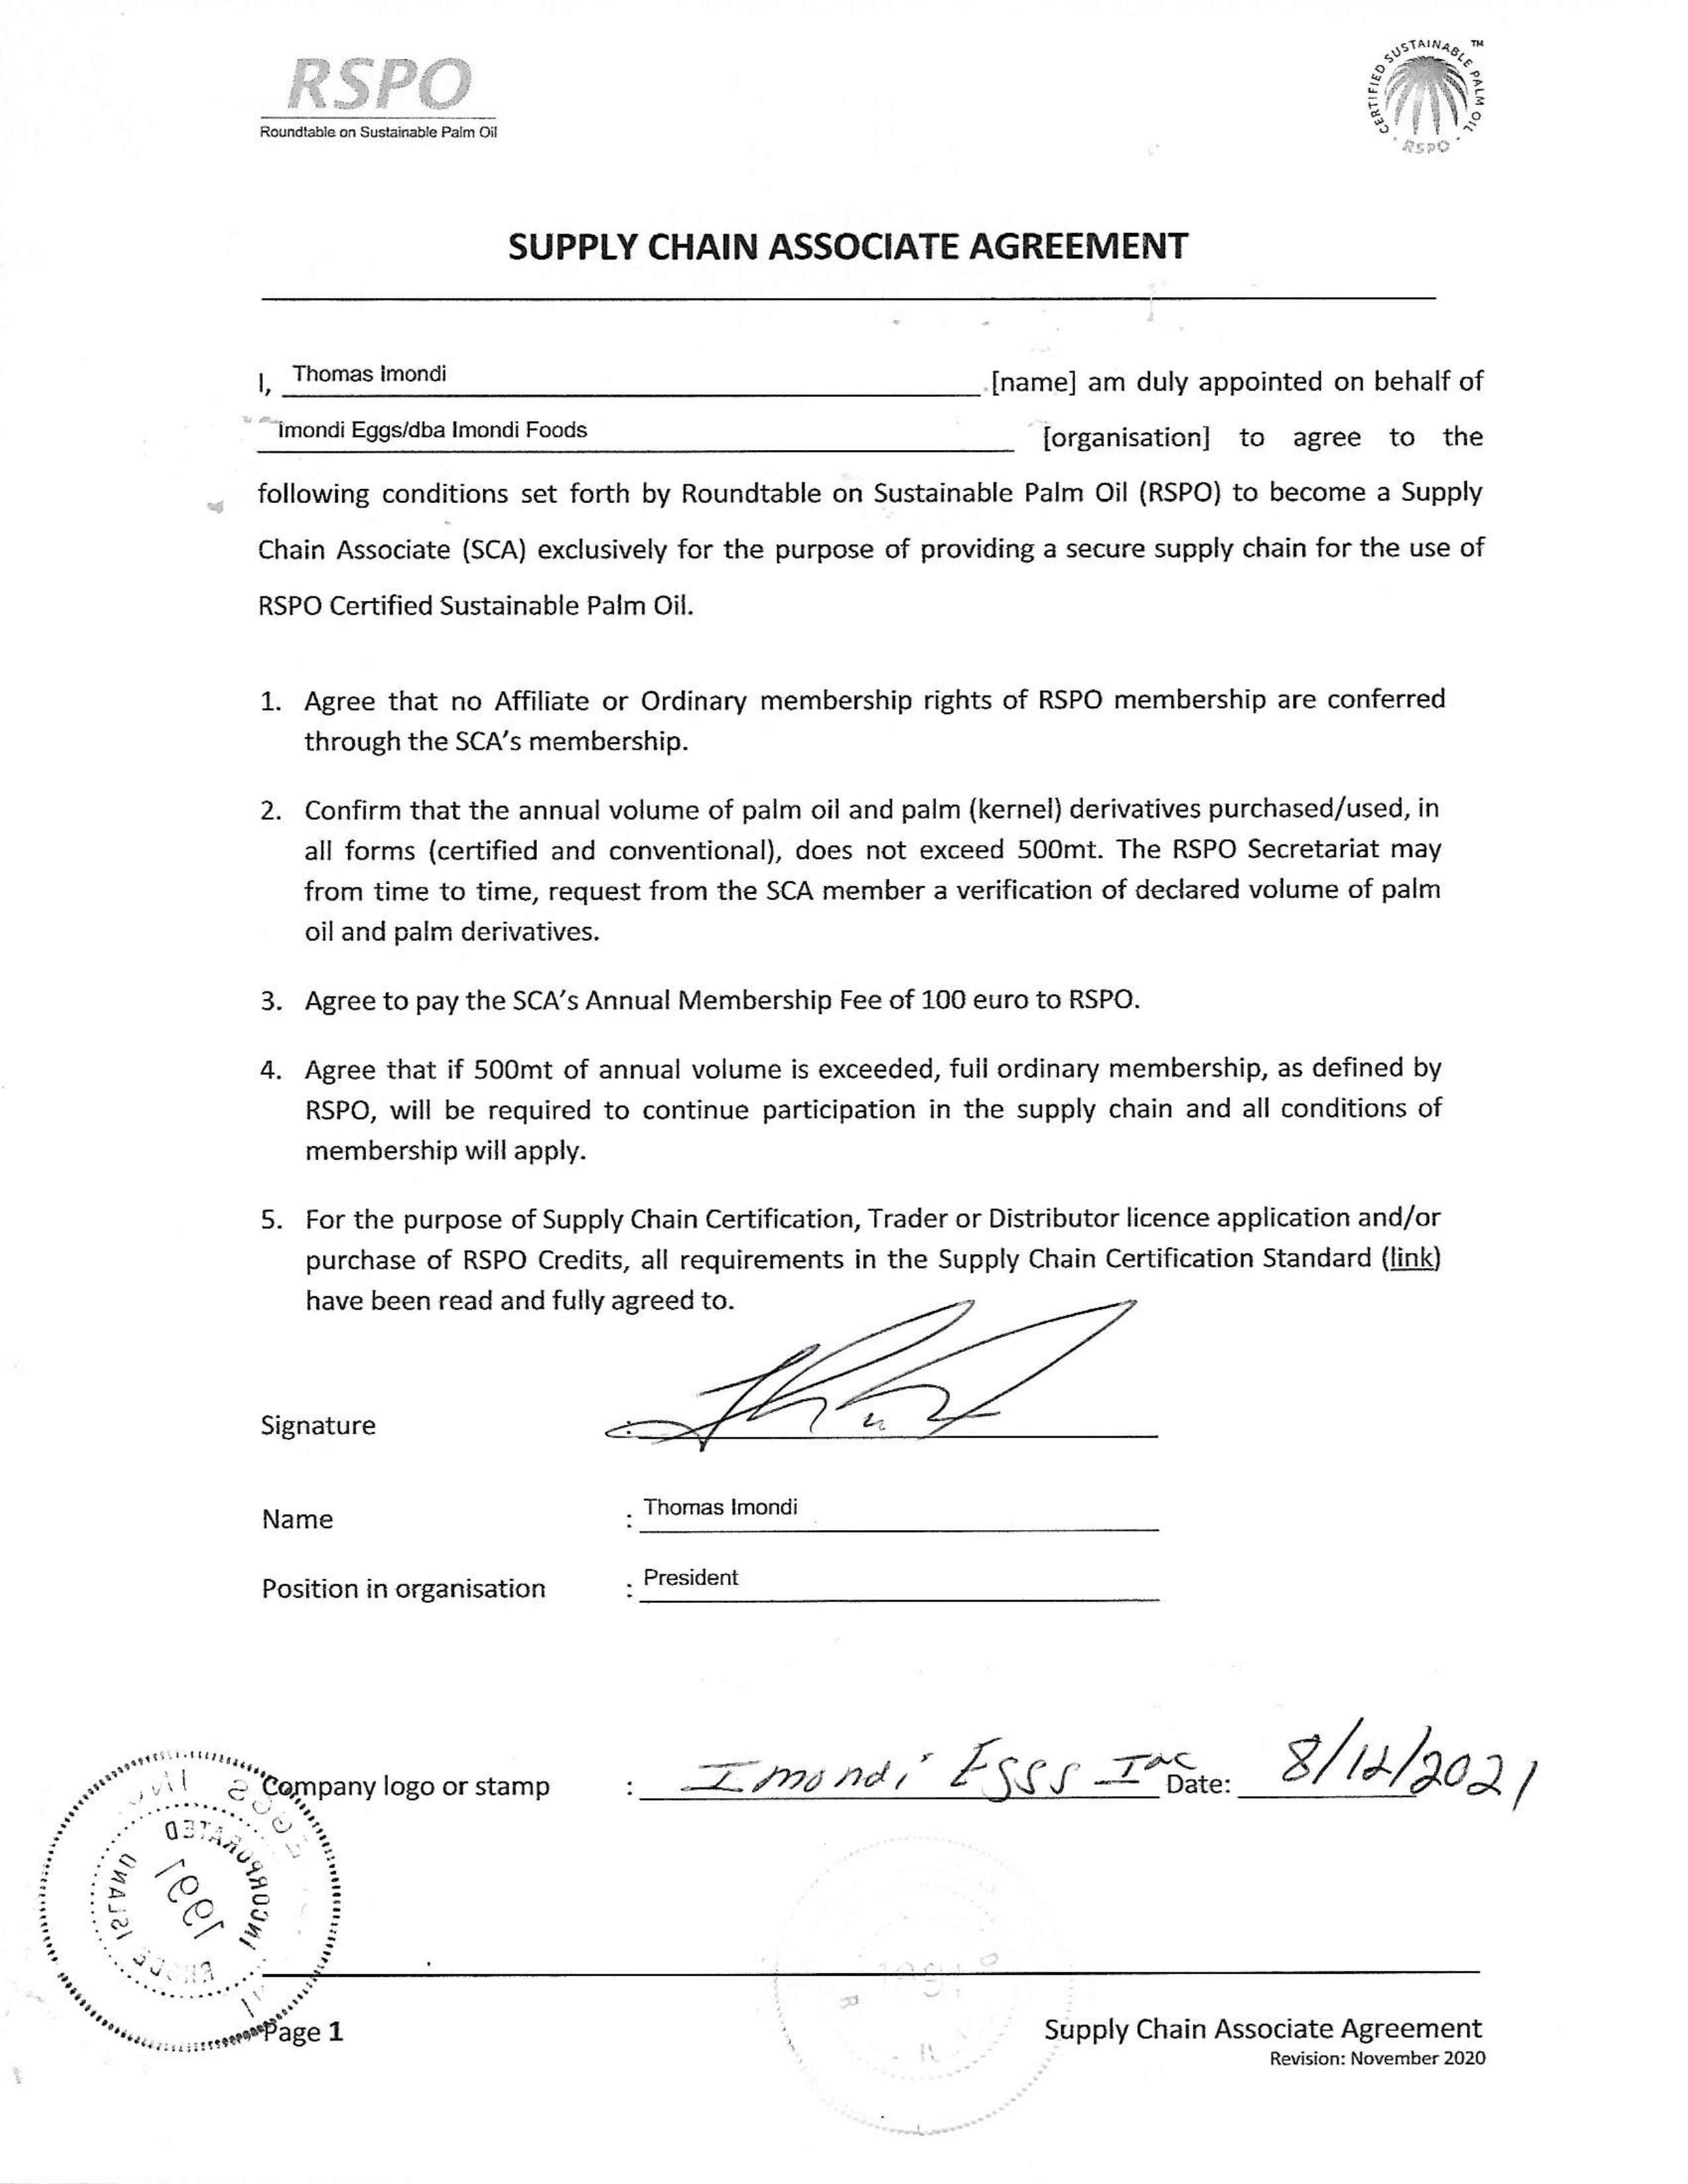 RSPO
Roundtable on Sustainable Palm Oil
CERTIFIED SUSTAINABLE PALM OIL TM
RSPO
SUPPLY CHAIN ASSOCIATE AGREEMENT
I, Thomas Imondi [name] am duly appointed on behalf of
Imondi Eggs/dba Imondi Foods [organisation] to agree to the
following conditions set forth by Roundtable on Sustainable Palm Oil (RSPO) to become a Supply
Chain Associate (SCA) exclusively for the purpose of providing a secure supply chain for the use of
RSPO Certified Sustainable Palm Oil.
1. Agree that no Affiliate or Ordinary membership rights of RSPO membership are conferred
through the SCA's membership.
2. Confirm that the annual volume of palm oil and palm (kernel) derivatives purchased/used, in
all forms (certified and conventional), does not exceed 500mt. The RSPO Secretariat may
from time to time, request from the SCA member a verification of declared volume of palm
oil and palm derivatives.
3. Agree to pay the SCA's Annual Membership Fee of 100 euro to RSPO.
4. Agree that if 500mt of annual volume is exceeded, full ordinary membership, as defined by
RSPO, will be required to continue participation in the supply chain and all conditions of
membership will apply.
5. For the purpose of Supply Chain Certification, Trader or Distributor licence application and/or
purchase of RSPO Credits, all requirements in the Supply Chain Certification Standard (link)
have been read and fully agreed to.
Signature :
Name : Thomas Imondi
Position in organisation : President
Company logo or stamp : Imondi Eggs Inc Date: 8/12/2021
EGGS INC.
INCORPORATED
1991
RHODE ISLAND
Page 1
Supply Chain Associate Agreement
Revision: November 2020